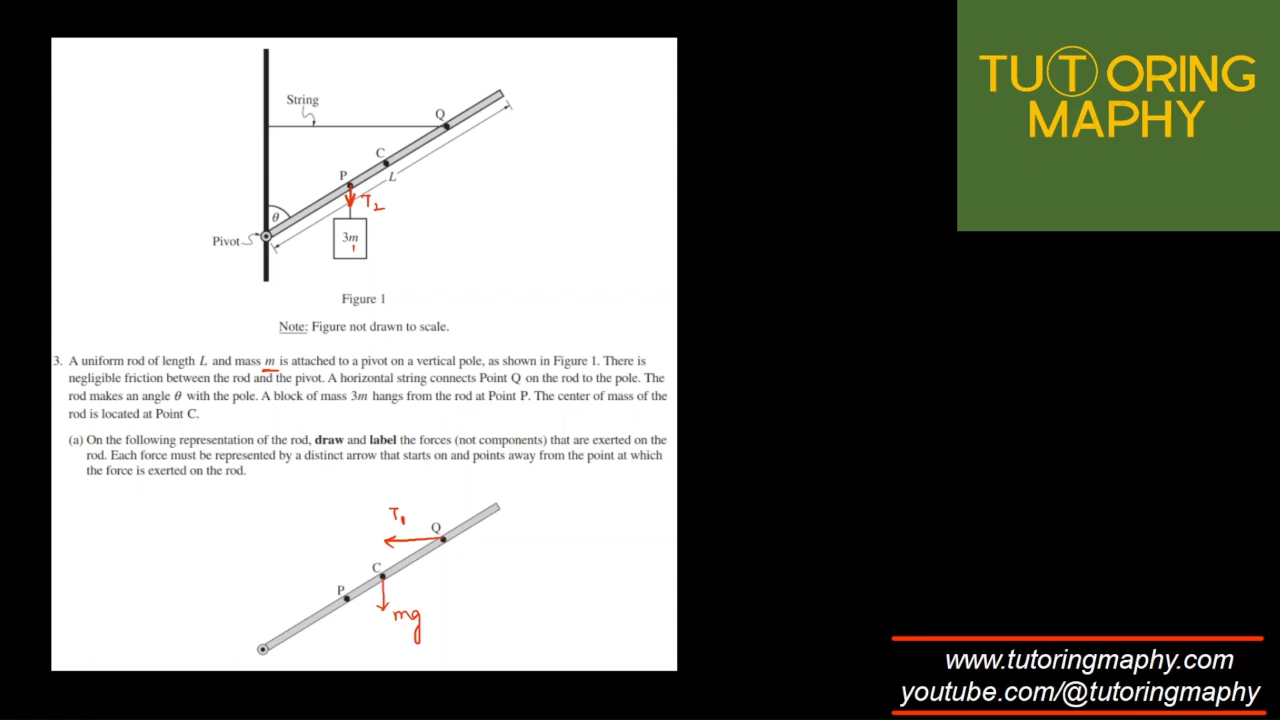 TUTORING
MAPHY
String
Q
C
P
L
T₂
θ
3m
Pivot
Figure 1
Note: Figure not drawn to scale.
3. A uniform rod of length L and mass m is attached to a pivot on a vertical pole, as shown in Figure 1. There is
negligible friction between the rod and the pivot. A horizontal string connects Point Q on the rod to the pole. The
rod makes an angle θ with the pole. A block of mass 3m hangs from the rod at Point P. The center of mass of the
rod is located at Point C.
(a) On the following representation of the rod, draw and label the forces (not components) that are exerted on the
rod. Each force must be represented by a distinct arrow that starts on and points away from the point at which
the force is exerted on the rod.
T₁
Q
C
P
mg
www.tutoringmaphy.com
youtube.com/@tutoringmaphy